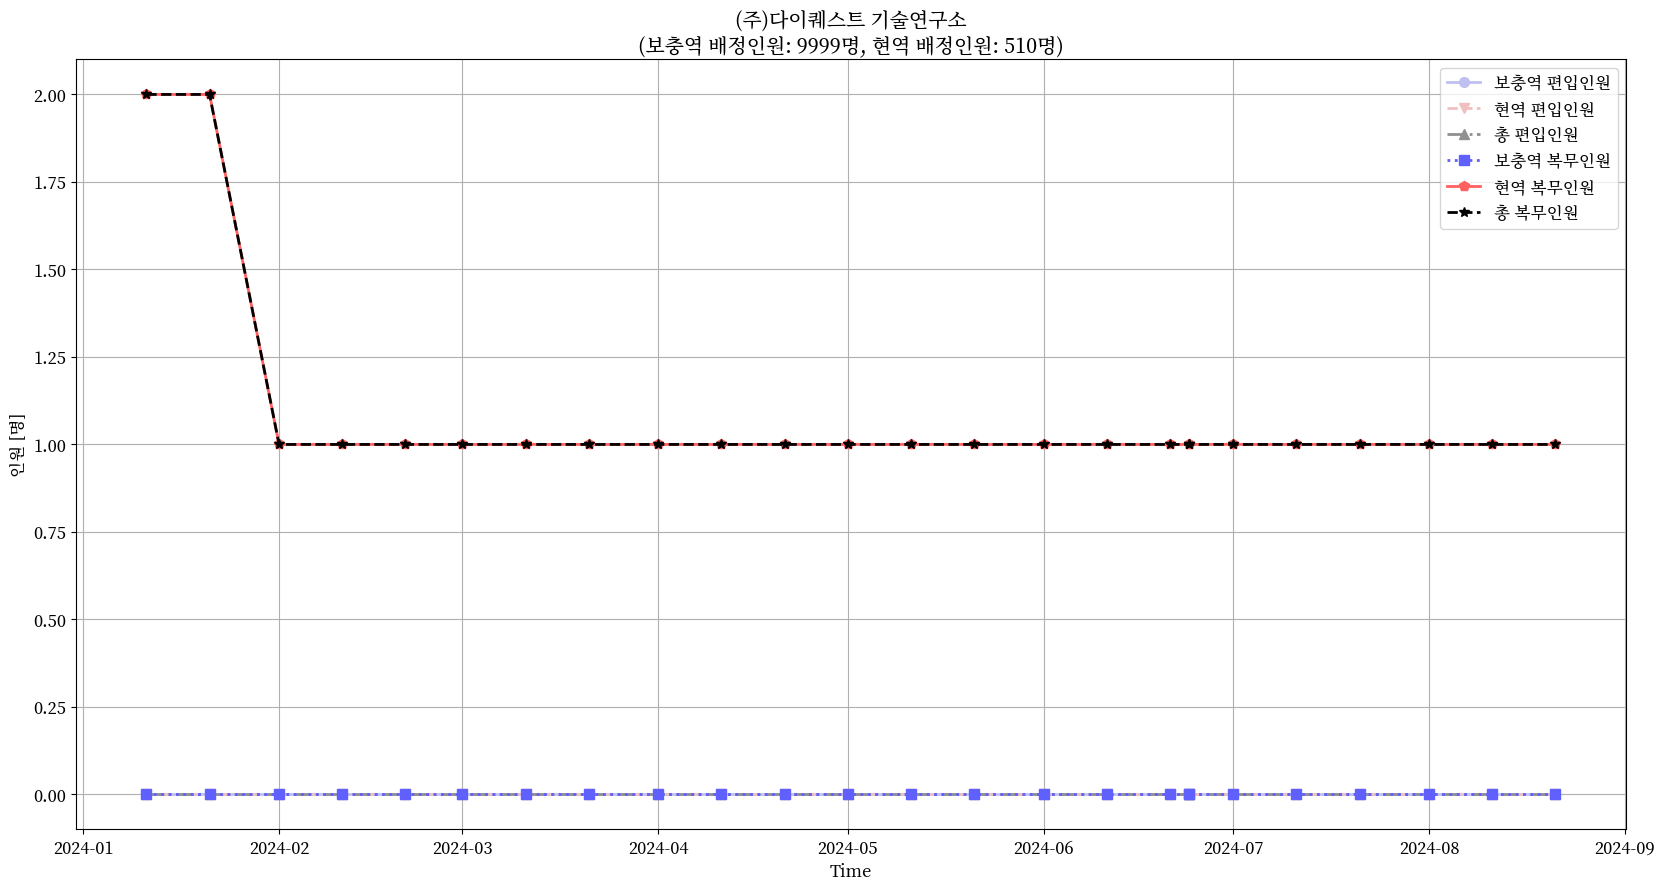 (주)다이퀘스트 기술연구소
(보충역 배정인원: 9999명, 현역 배정인원: 510명)
보충역 편입인원
현역 편입인원
총 편입인원
보충역 복무인원
현역 복무인원
총 복무인원
인원 [명]
2.00
1.75
1.50
1.25
1.00
0.75
0.50
0.25
0.00
2024-01
2024-02
2024-03
2024-04
2024-05
2024-06
2024-07
2024-08
2024-09
Time